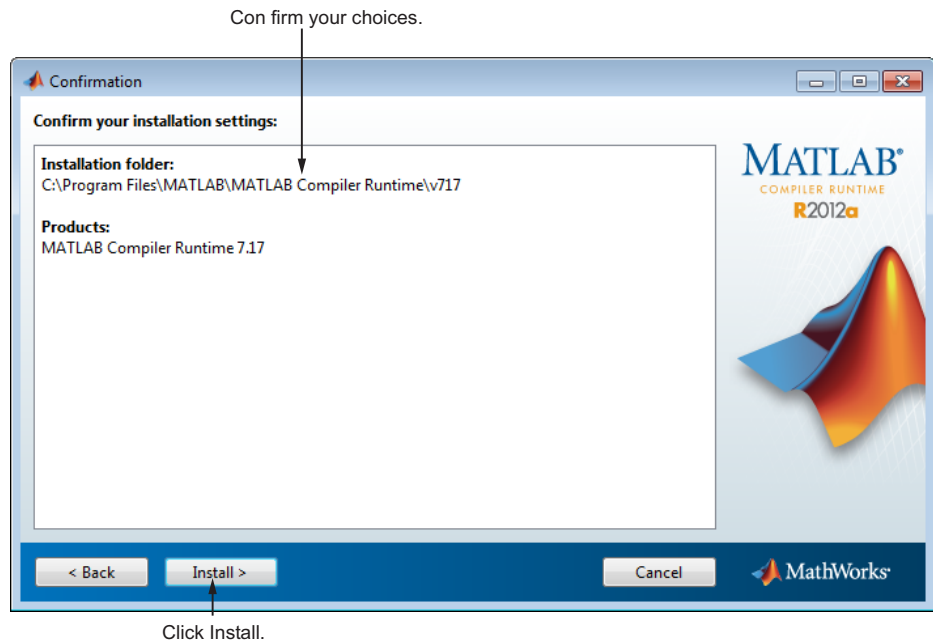 Con firm your choices.
Confirmation
Confirm your installation settings:
Installation folder:
C:\Program Files\MATLAB\MATLAB Compiler Runtime\v717
Products:
MATLAB Compiler Runtime 7.17
MATLAB®
COMPILER RUNTIME
R2012a
< Back
Install >
Cancel
MathWorks®
Click Install.